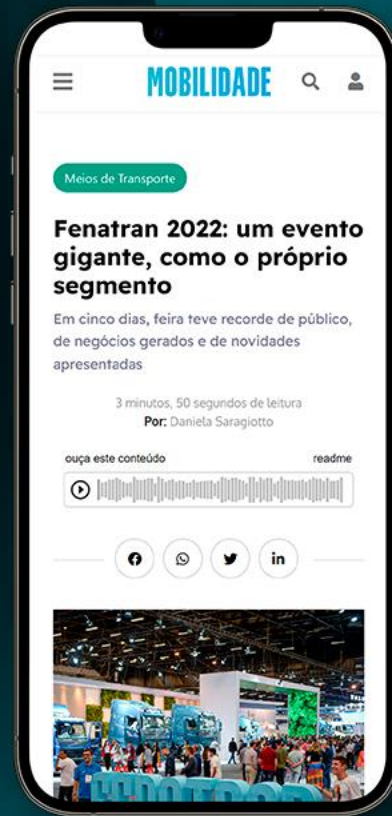 MOBILIDADE
Meios de Transporte
Fenatran 2022: um evento
gigante, como o próprio
segmento
Em cinco dias, feira teve recorde de público,
de negócios gerados e de novidades
apresentadas
3 minutos, 50 segundos de leitura
Por: Daniela Saragiotto
ouça este conteúdo readme